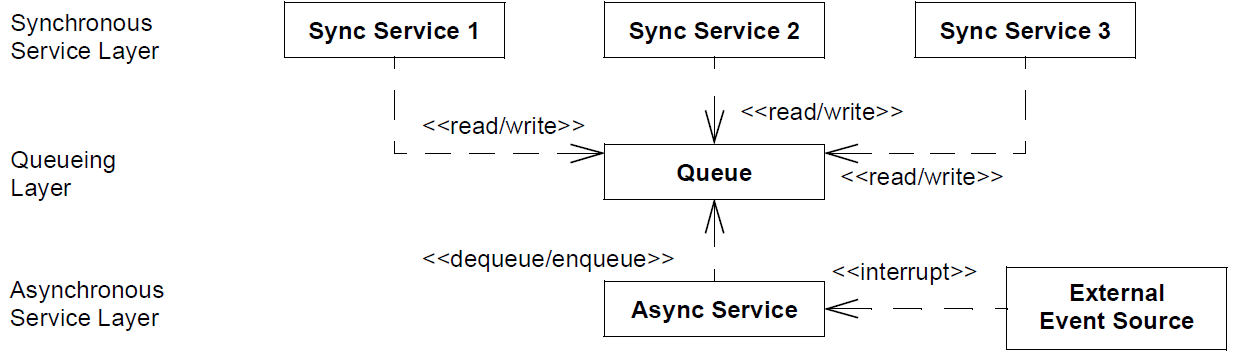 Synchronous
Service Layer
Sync Service 1
Sync Service 2
Sync Service 3
<<read/write>>
<<read/write>>
Queueing
Layer
Queue
<<read/write>>
<<dequeue/enqueue>>
<<interrupt>>
Asynchronous
Service Layer
Async Service
External
Event Source